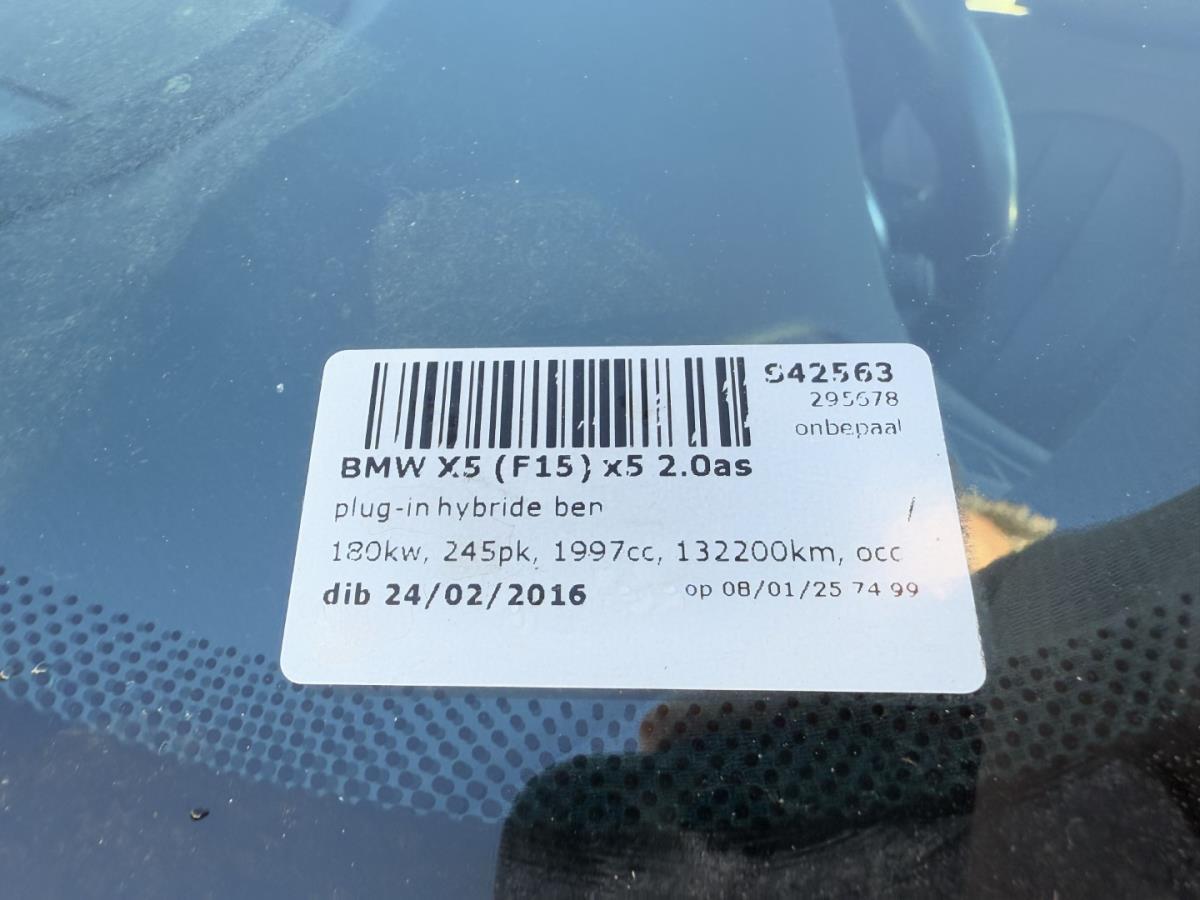 S42563
295678
onbepaal
BMW X5 (F15) x5 2.0as
plug-in hybride ben /
180kw, 245pk, 1997cc, 132200km, occ
dib 24/02/2016 op 08/01/25 74 99